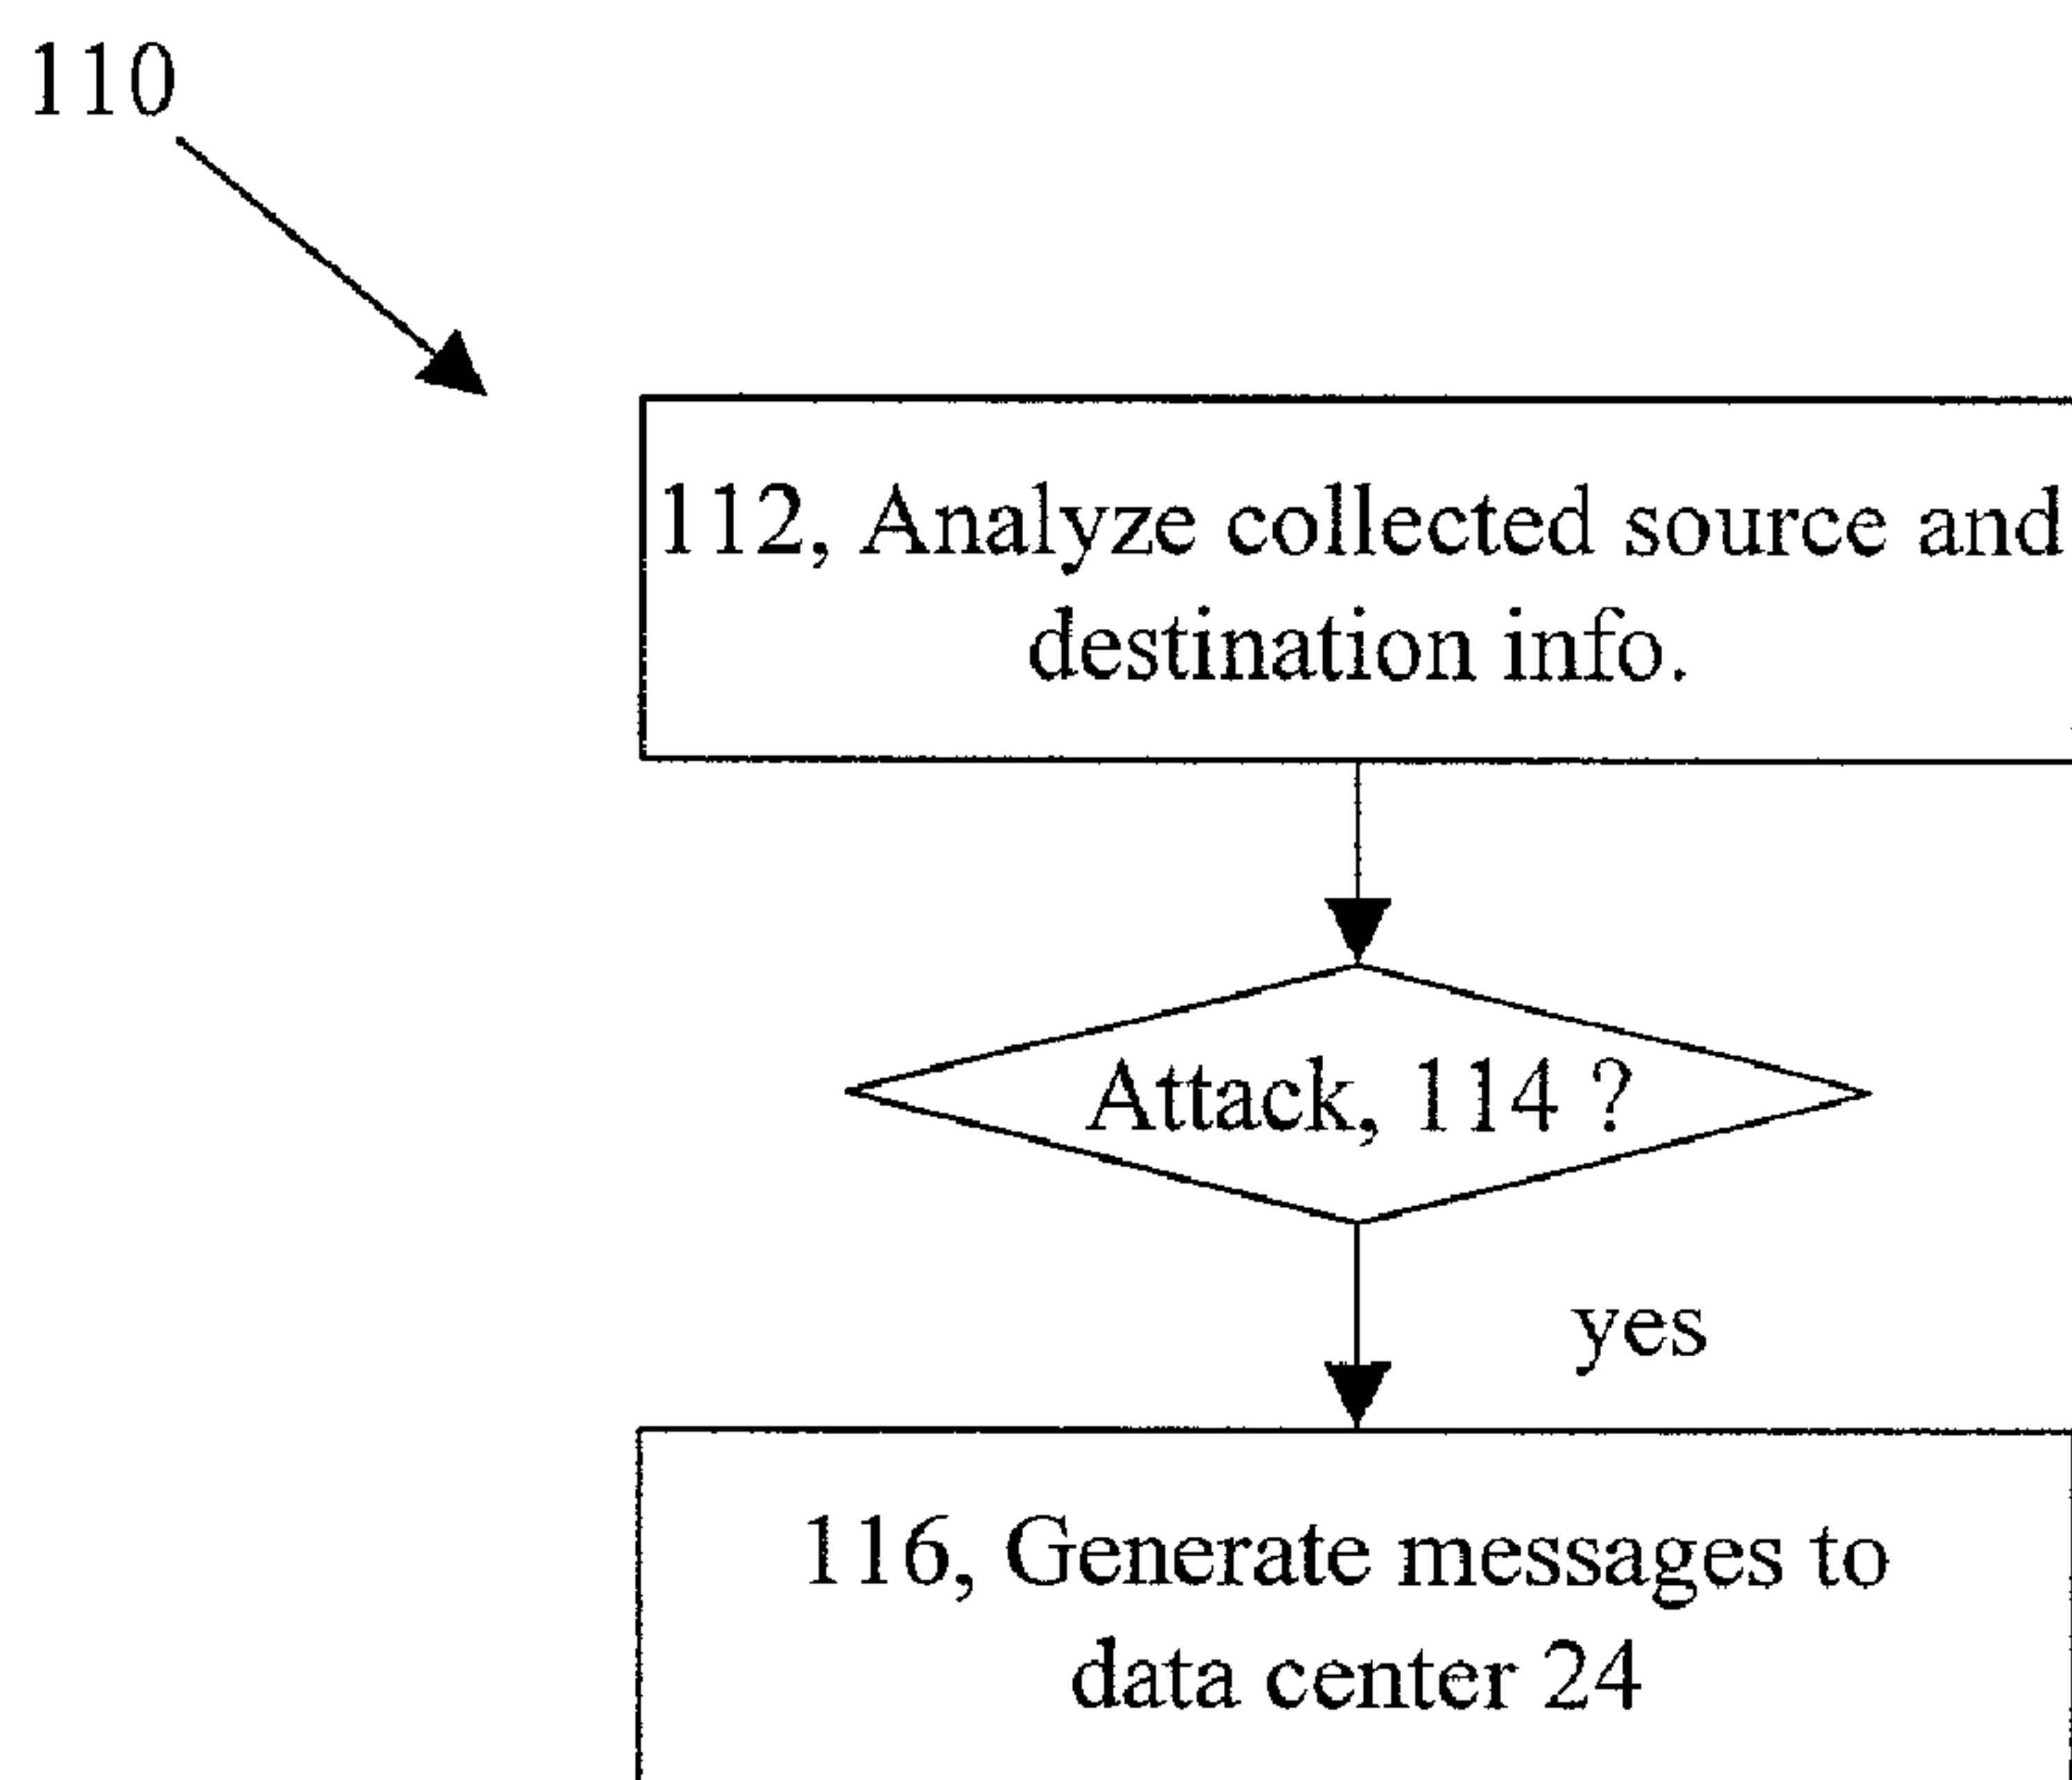 110
112, Analyze collected source and
destination info.
Attack, 114 ?
yes
116, Generate messages to
data center 24